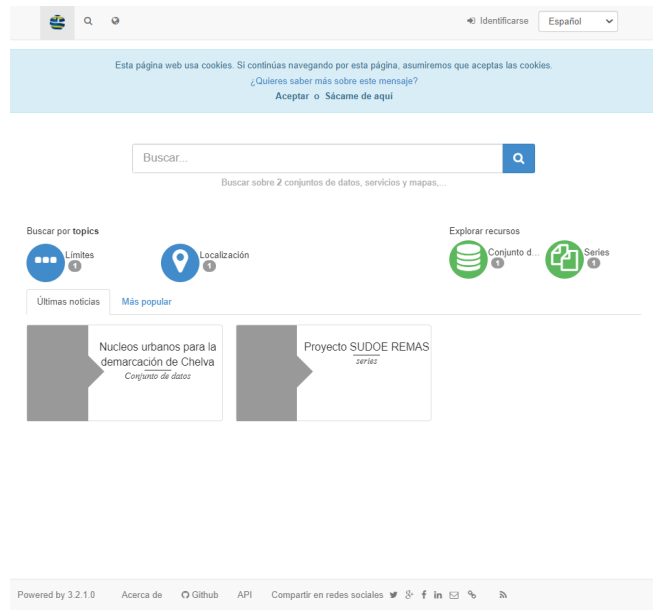 Identificarse
Español
Esta página web usa cookies. Si continúas navegando por esta página, asumiremos que aceptas las cookies.
¿Quieres saber más sobre este mensaje?
Aceptar o Sácame de aquí
Buscar...
Buscar sobre 2 conjuntos de datos, servicios y mapas,...
Buscar por topics
Límites
1
Localización
1
Explorar recursos
Conjunto d...
1
Series
1
Últimas noticias
Más popular
Nucleos urbanos para la
demarcación de Chelva
Conjunto de datos
Proyecto SUDOE REMAS
series
Powered by 3.2.1.0
Acerca de
Github
API
Compartir en redes sociales